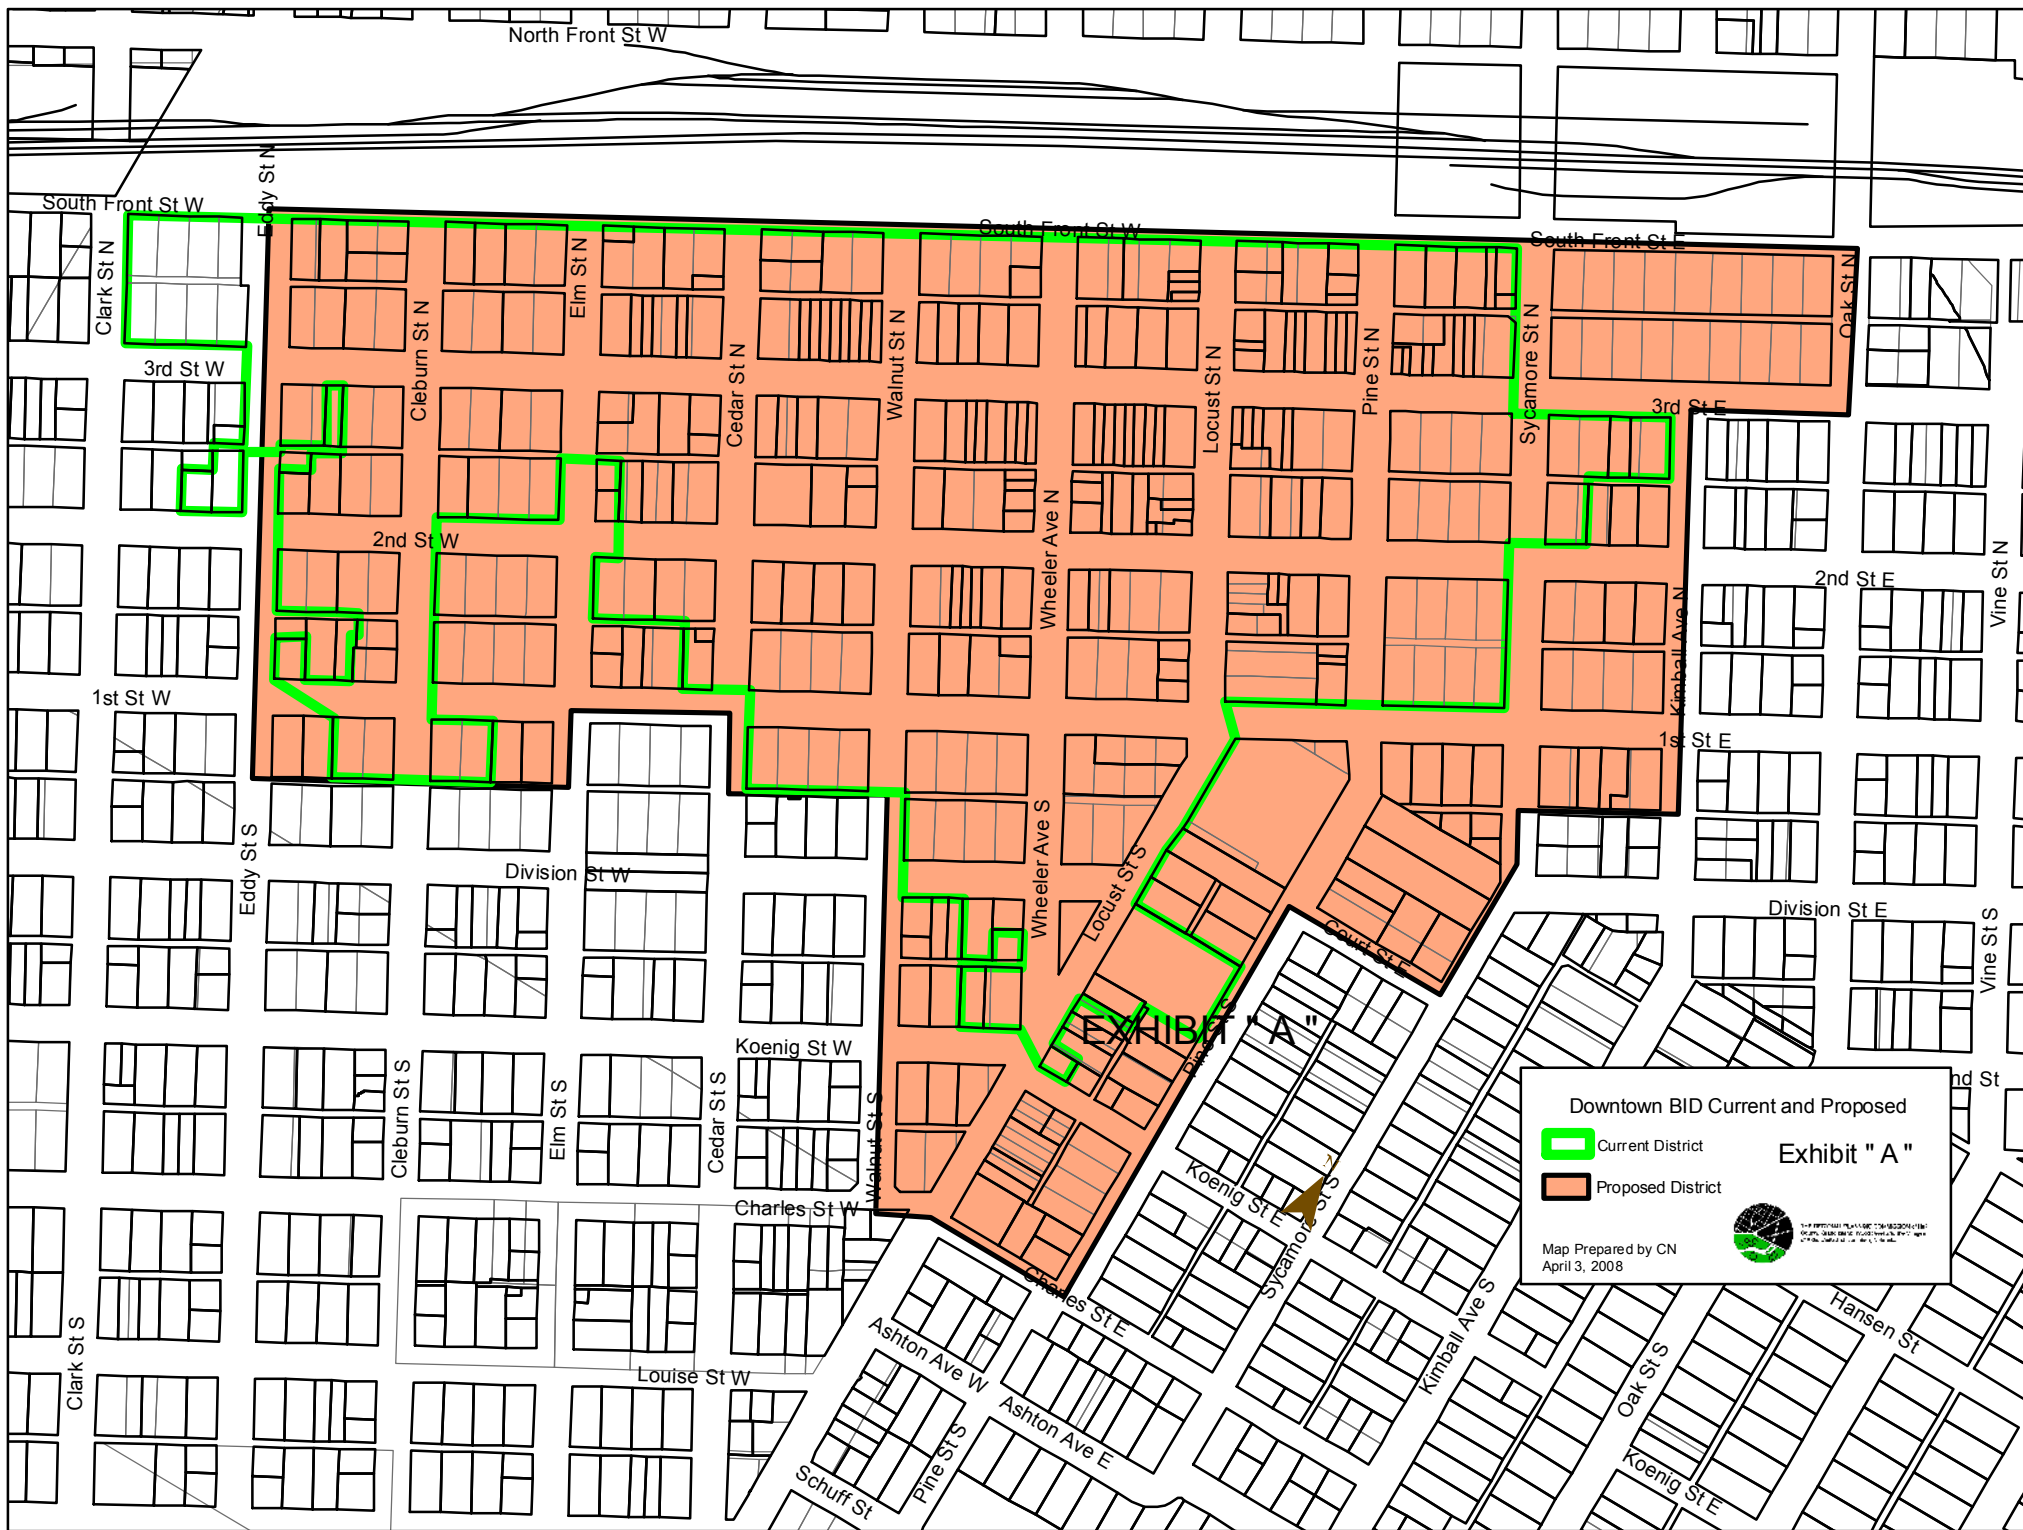 North Front St W
Eddy St N
South Front St W
South Front St W
South Front St E
Clark St N
Elm St N
Oak St N
Cleburn St N
Walnut St N
Sycamore St N
Cedar St N
Locust St N
Pine St N
3rd St W
3rd St E
2nd St W
Wheeler Ave N
2nd St E
Vine St N
Kimball Ave N
1st St W
1st St E
Eddy St S
Division St W
Wheeler Ave S
Locust St S
Division St E
Court St E
Vine St S
EXHIBIT " A "
Pine St S
Koenig St W
Cleburn St S
Elm St S
Cedar St S
Walnut St S
nd St
Downtown BID Current and Proposed
Current District
Exhibit " A "
Proposed District
Map Prepared by CN
April 3, 2008
N
Koenig St E
Sycamore St S
Charles St W
Charles St E
Kimball Ave S
Hansen St
Clark St S
Ashton Ave W
Louise St W
Oak St S
Ashton Ave E
Pine St S
Schuff St
Koenig St E